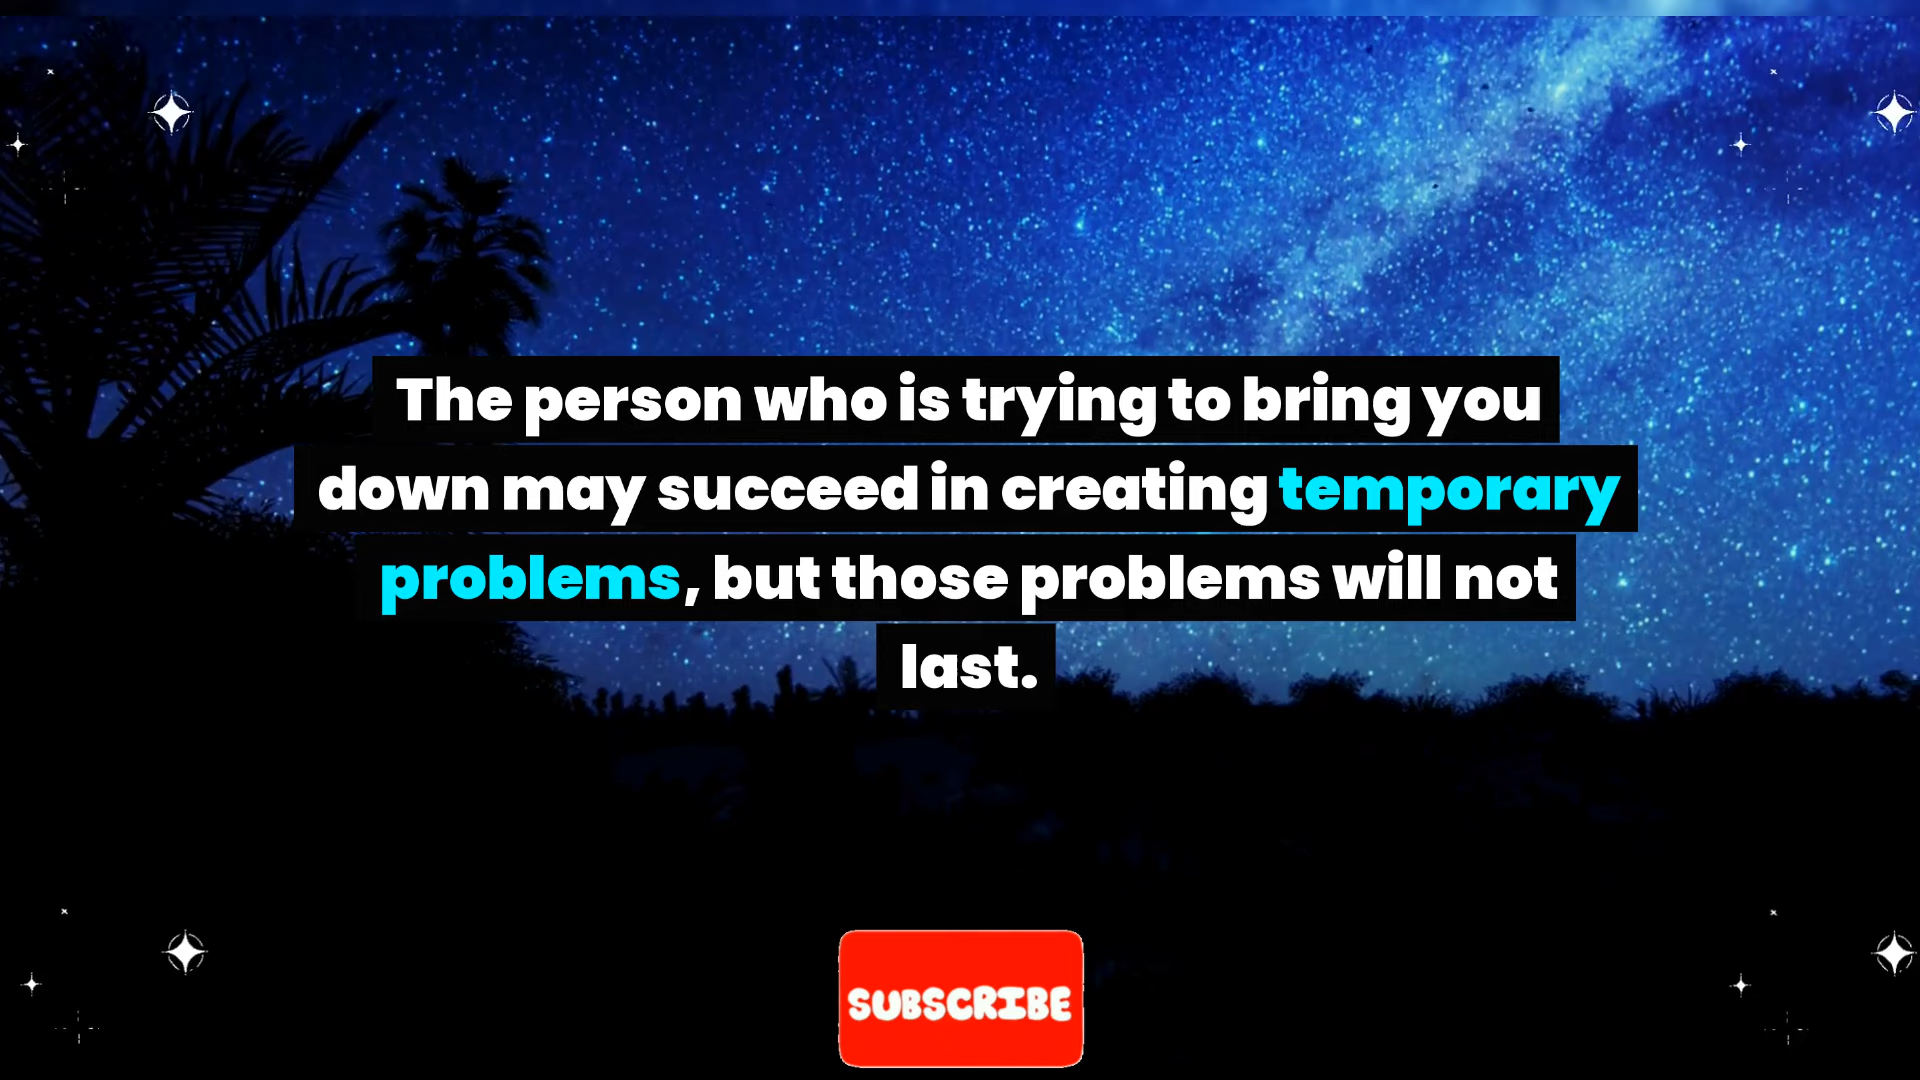 The person who is trying to bring you
down may succeed in creating temporary
problems, but those problems will not
last.
SUBSCRIBE